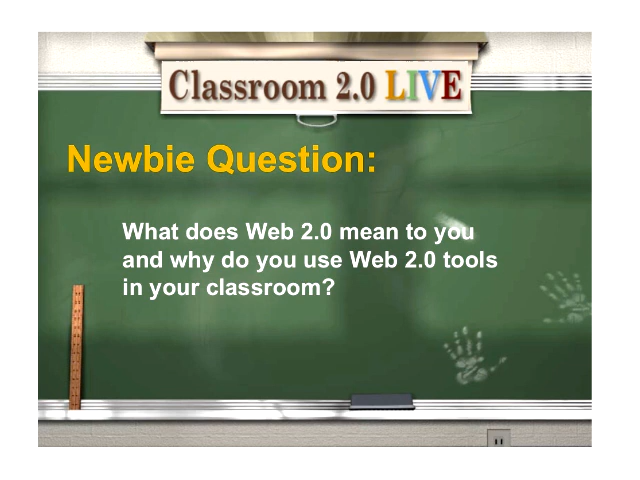 Classroom 2.0 LIVE
Newbie Question:
What does Web 2.0 mean to you
and why do you use Web 2.0 tools
in your classroom?